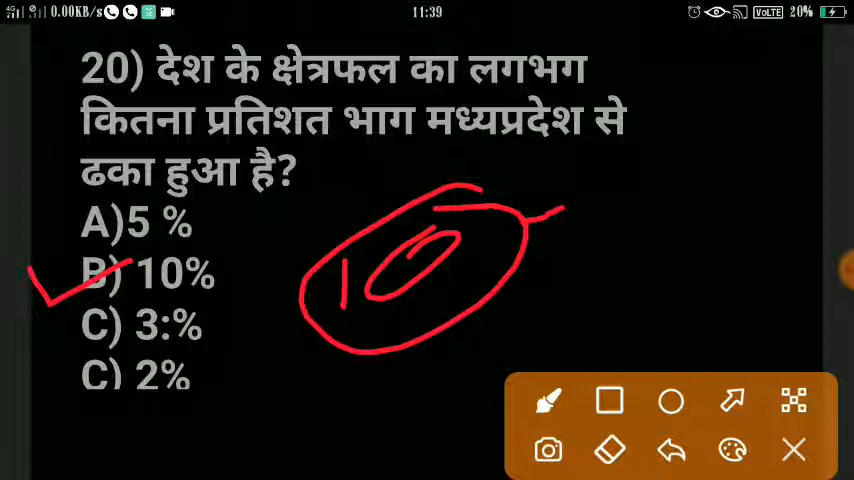 4G 0.00KB/s 11:39 VoLTE 20%
20) देश के क्षेत्रफल का लगभग
कितना प्रतिशत भाग मध्यप्रदेश से
ढका हुआ है?
A)5 %
B) 10%
10
C) 3:%
C) 2%